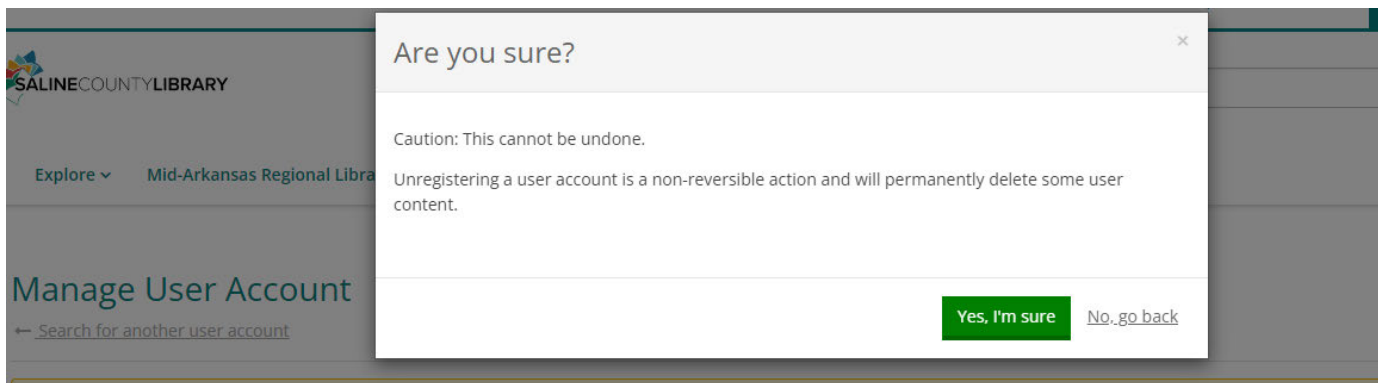 Are you sure?
×
SALINECOUNTYLIBRARY
Caution: This cannot be undone.
Explore Mid-Arkansas Regional
Unregistering a user account is a non-reversible action and will permanently delete some user
content.
Manage User Account
← Search for another user account
Yes, I'm sure No, go back